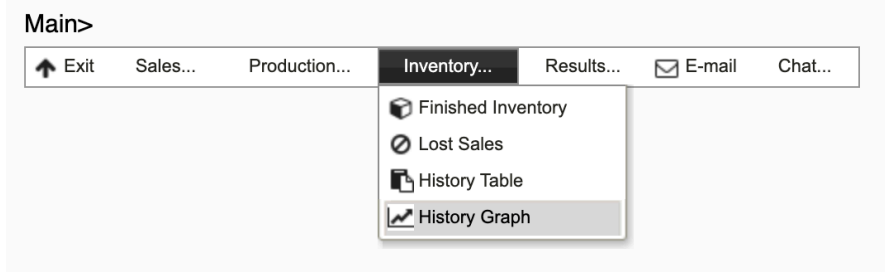 Main>
Exit Sales... Production... Inventory... Results... E-mail Chat...
Finished Inventory
Lost Sales
History Table
History Graph